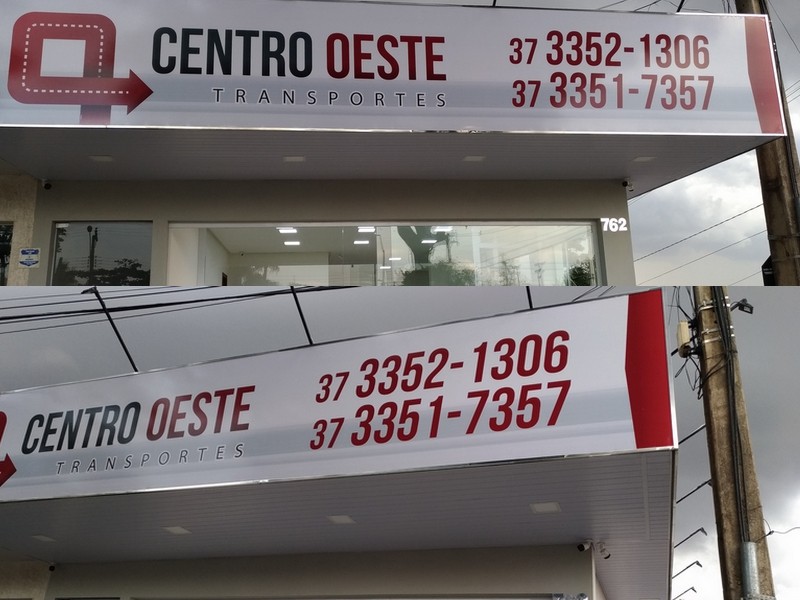 CENTRO OESTE
TRANSPORTES
37 3352-1306
37 3351-7357
762
CENTRO OESTE
TRANSPORTES
37 3352-1306
37 3351-7357